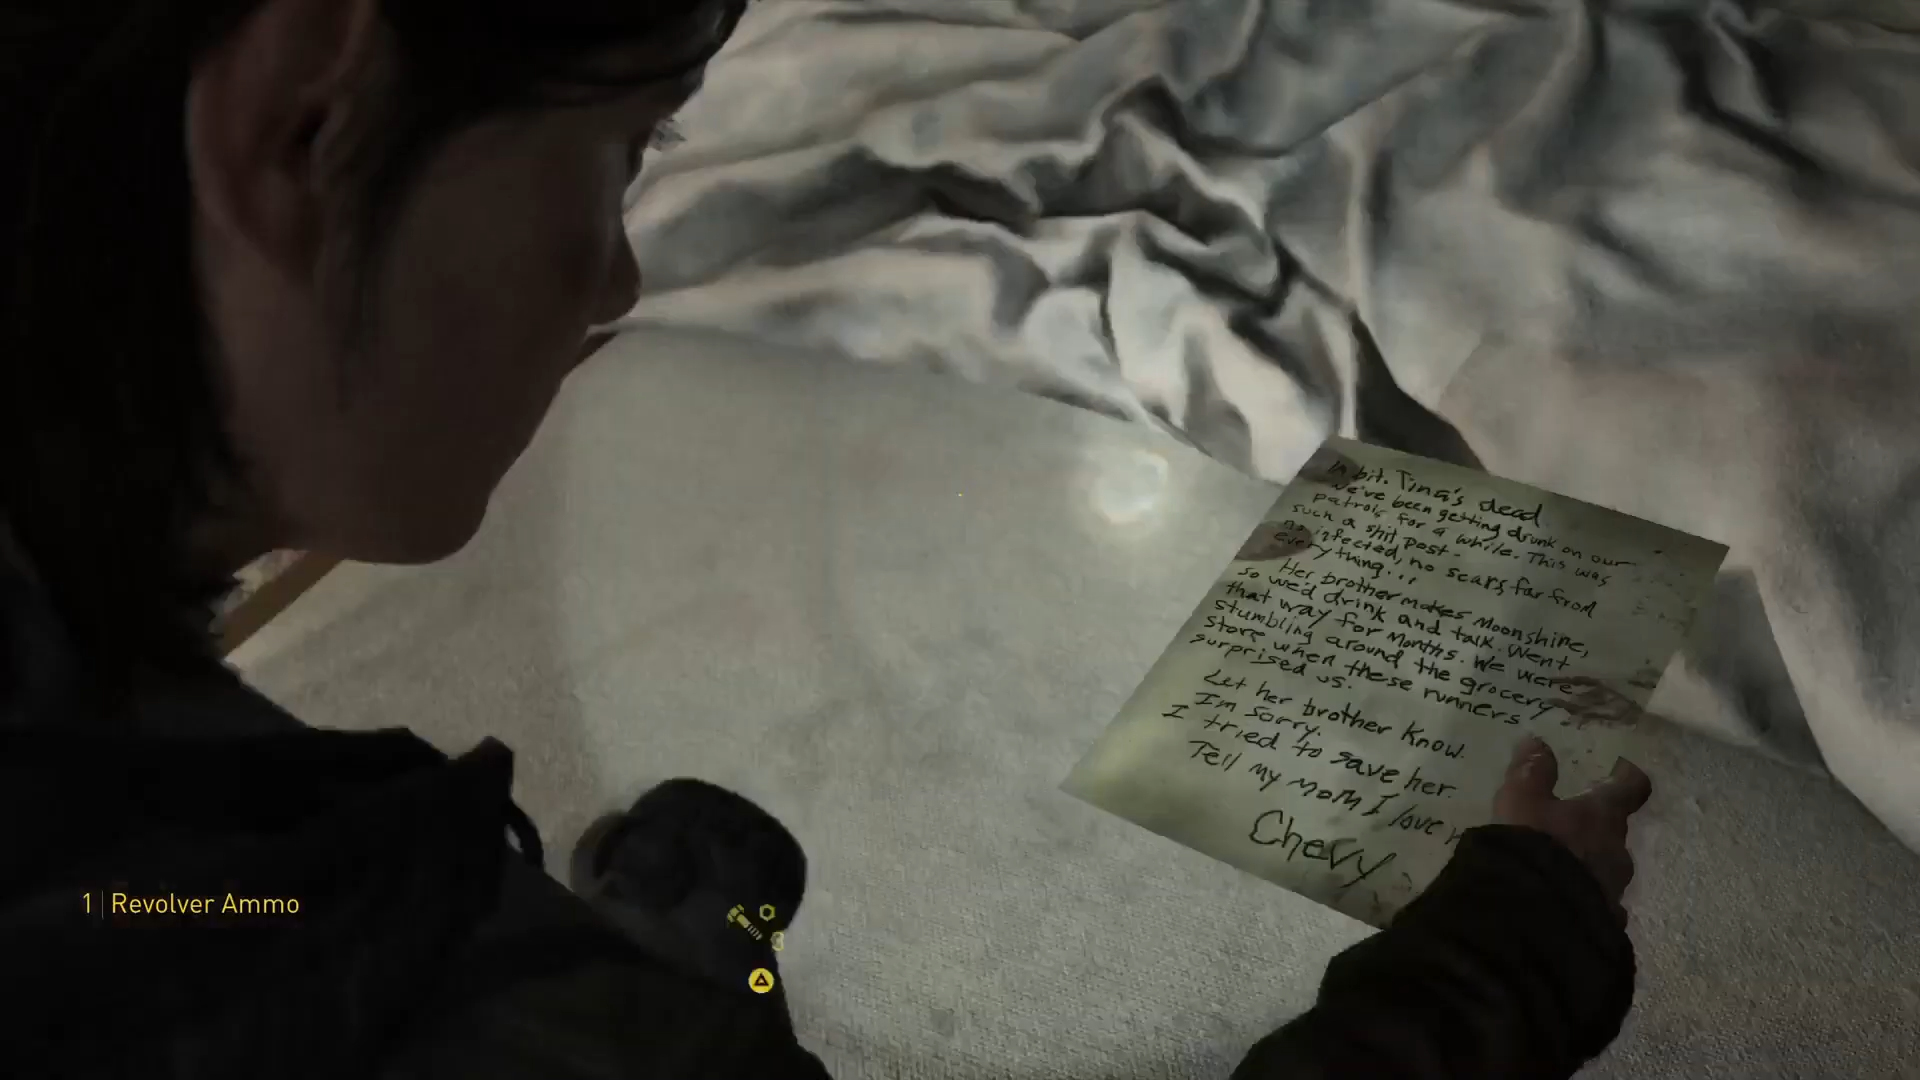 In bit. Tina's dead
We've been getting drunk on our
patrols for a while. This was
such a shit post.
no infected, no scars, far from
everything...
Her brother makes Moonshine,
so we'd drink and talk. Went
that way for months. We were
stumbling around the grocery
store when these runners
surprised us.
Let her brother know.
I'm sorry.
I tried to save her.
Tell my mom I love
Chevy
1 | Revolver Ammo